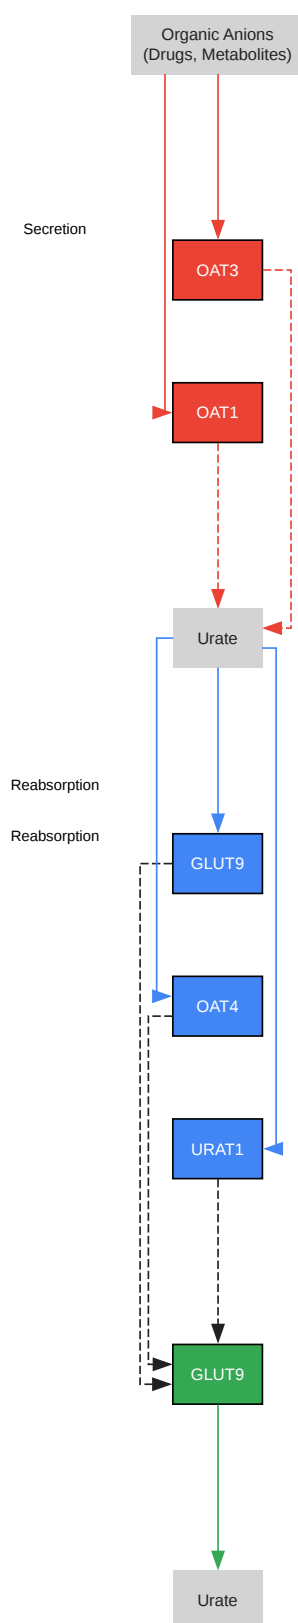 Organic Anions
(Drugs, Metabolites)
Secretion
OAT3
OAT1
Urate
Reabsorption
Reabsorption
GLUT9
OAT4
URAT1
GLUT9
Urate